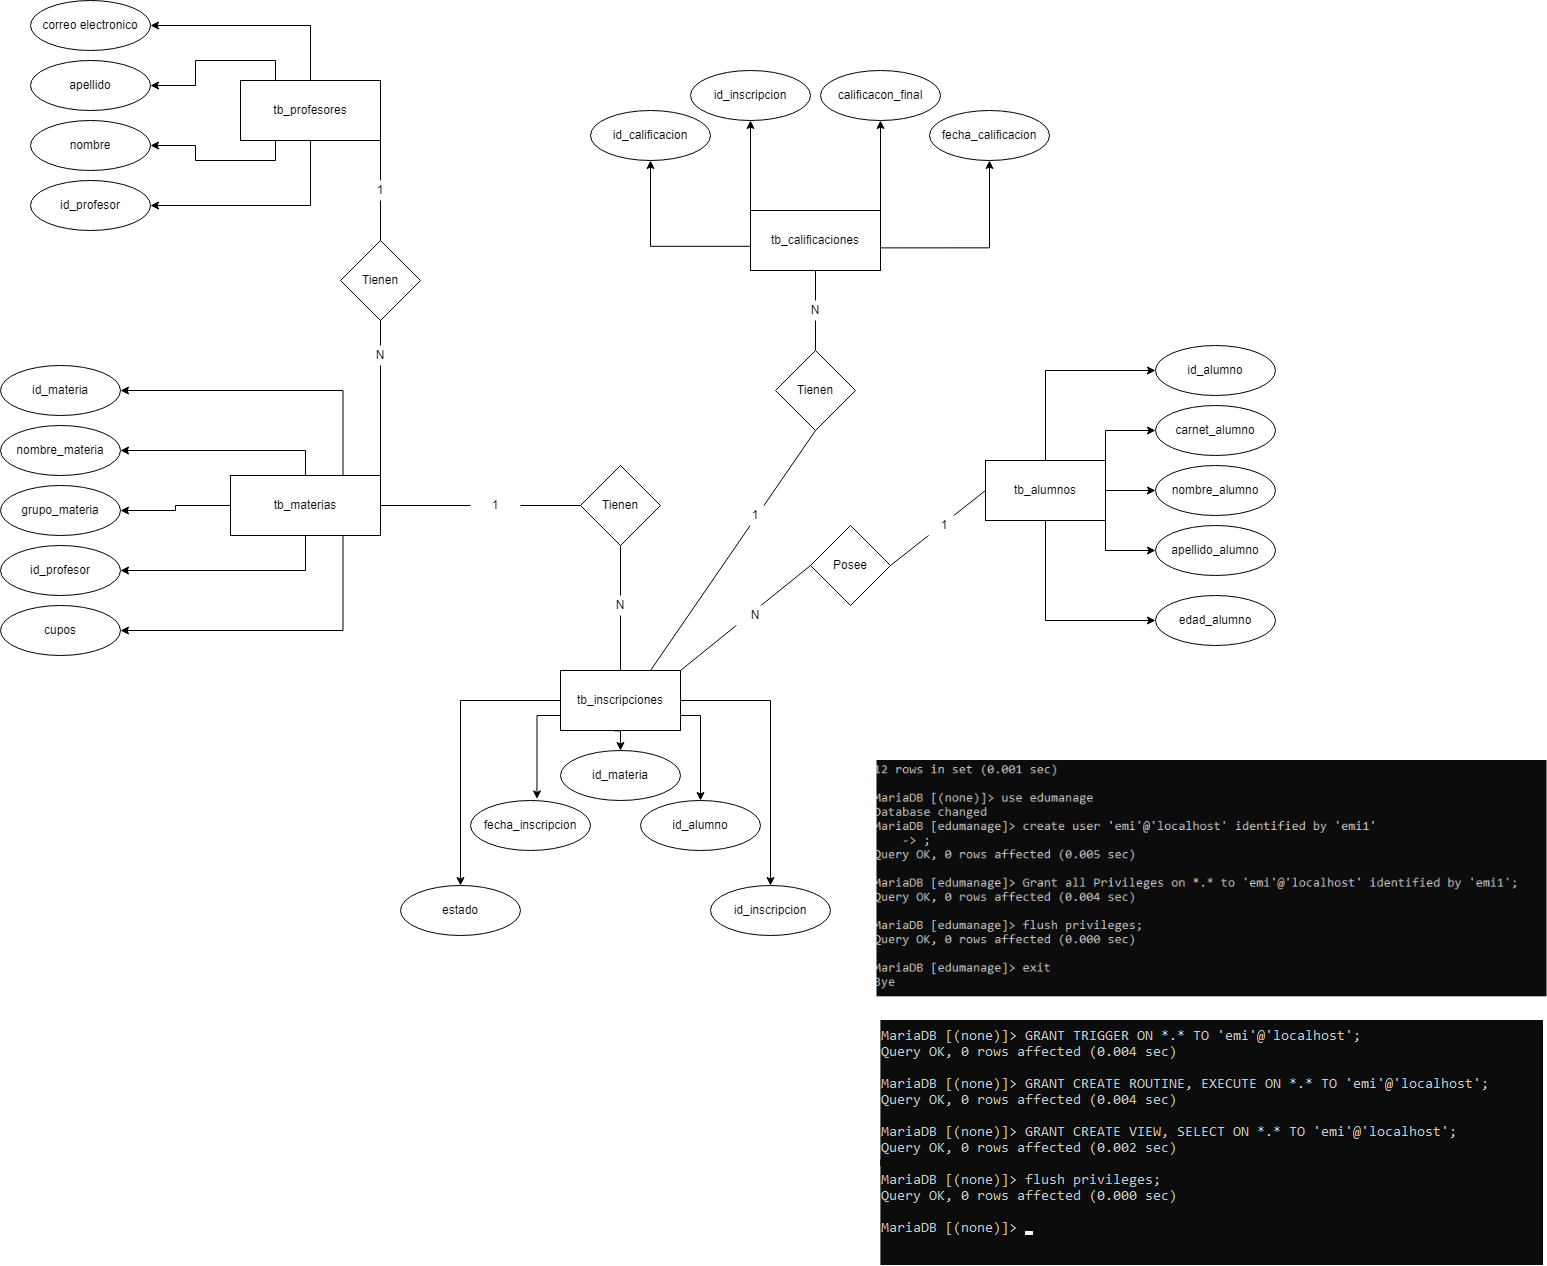 correo electronico
apellido
nombre
id_profesor
tb_profesores
1
Tienen
N
id_calificacion
id_inscripcion
calificacon_final
fecha_calificacion
tb_calificaciones
N
Tienen
1
id_materia
nombre_materia
grupo_materia
id_profesor
cupos
tb_materias
1
Tienen
N
id_alumno
carnet_alumno
nombre_alumno
apellido_alumno
edad_alumno
tb_alumnos
1
Posee
N
tb_inscripciones
id_materia
fecha_inscripcion
id_alumno
estado
id_inscripcion
12 rows in set (0.001 sec)
MariaDB [(none)]> use edumanage
Database changed
MariaDB [edumanage]> create user 'emi'@'localhost' identified by 'emi1'
-> ;
Query OK, 0 rows affected (0.005 sec)
MariaDB [edumanage]> Grant all Privileges on *.* to 'emi'@'localhost' identified by 'emi1';
Query OK, 0 rows affected (0.004 sec)
MariaDB [edumanage]> flush privileges;
Query OK, 0 rows affected (0.000 sec)
MariaDB [edumanage]> exit
Bye
MariaDB [(none)]> GRANT TRIGGER ON *.* TO 'emi'@'localhost';
Query OK, 0 rows affected (0.004 sec)
MariaDB [(none)]> GRANT CREATE ROUTINE, EXECUTE ON *.* TO 'emi'@'localhost';
Query OK, 0 rows affected (0.004 sec)
MariaDB [(none)]> GRANT CREATE VIEW, SELECT ON *.* TO 'emi'@'localhost';
Query OK, 0 rows affected (0.002 sec)
MariaDB [(none)]> flush privileges;
Query OK, 0 rows affected (0.000 sec)
MariaDB [(none)]>